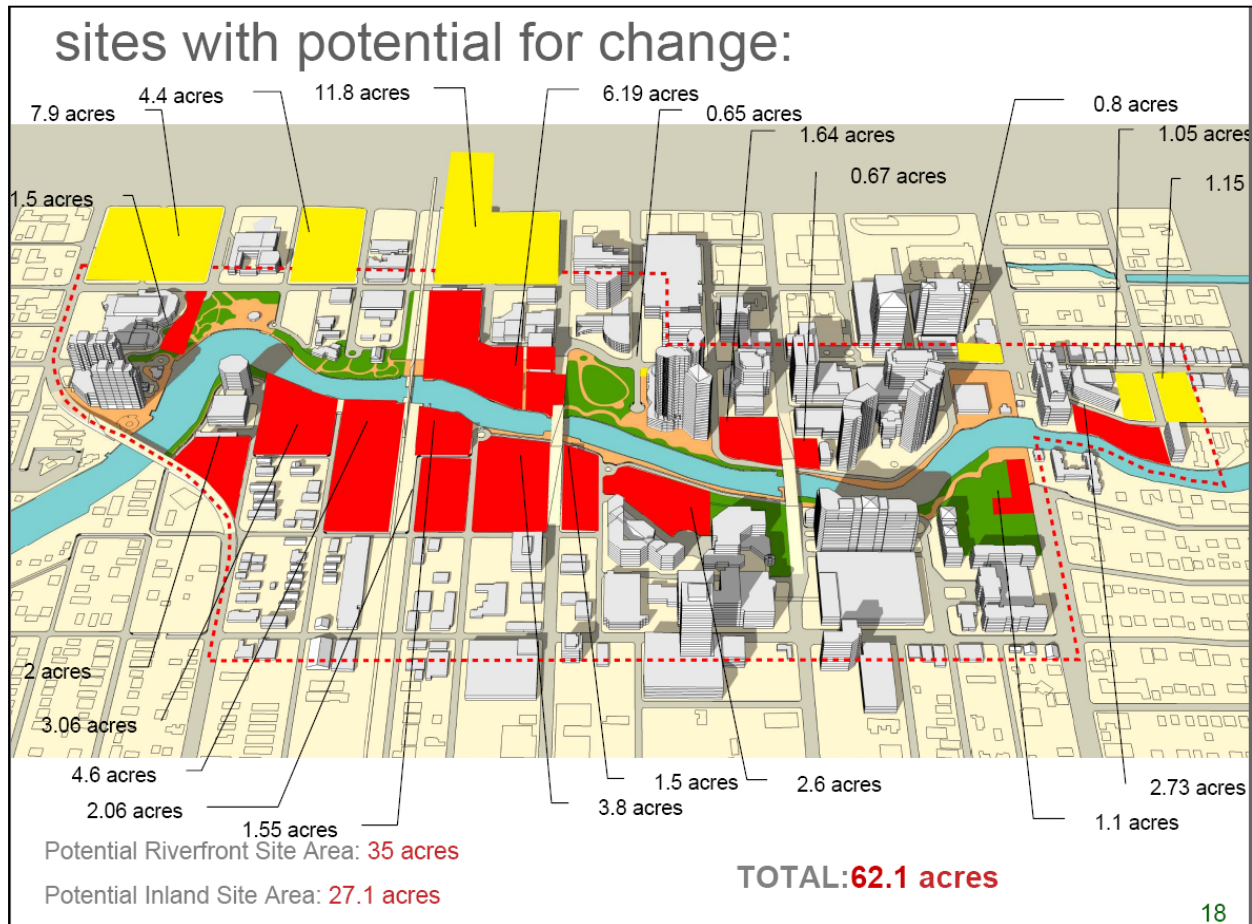 sites with potential for change:
4.4 acres
11.8 acres
6.19 acres
0.8 acres
7.9 acres
0.65 acres
1.05 acres
1.64 acres
0.67 acres
1.15
1.5 acres
2 acres
3.06 acres
4.6 acres
1.5 acres
2.6 acres
2.73 acres
2.06 acres
3.8 acres
1.55 acres
1.1 acres
Potential Riverfront Site Area: 35 acres
TOTAL:62.1 acres
Potential Inland Site Area: 27.1 acres
18